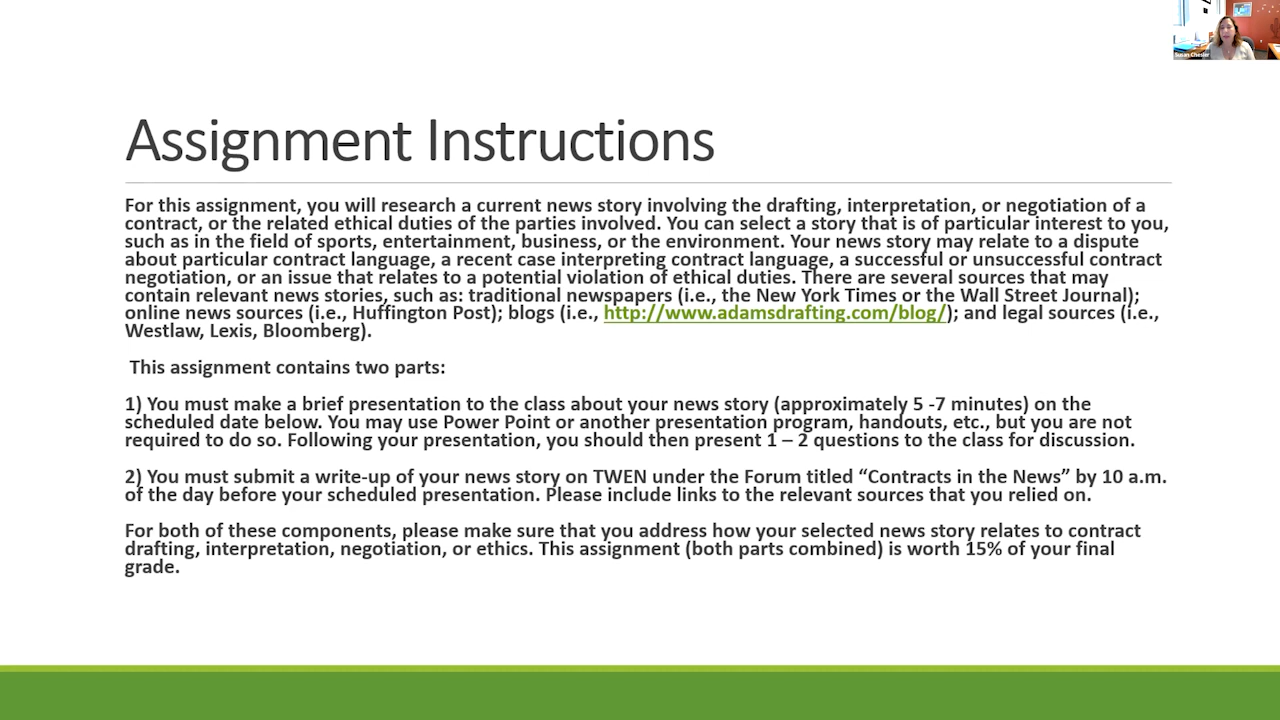 Susan Chesler
Assignment Instructions
For this assignment, you will research a current news story involving the drafting, interpretation, or negotiation of a
contract, or the related ethical duties of the parties involved. You can select a story that is of particular interest to you,
such as in the field of sports, entertainment, business, or the environment. Your news story may relate to a dispute
about particular contract language, a recent case interpreting contract language, a successful or unsuccessful contract
negotiation, or an issue that relates to a potential violation of ethical duties. There are several sources that may
contain relevant news stories, such as: traditional newspapers (i.e., the New York Times or the Wall Street Journal);
online news sources (i.e., Huffington Post); blogs (i.e., http://www.adamsdrafting.com/blog/); and legal sources (i.e.,
Westlaw, Lexis, Bloomberg).
This assignment contains two parts:
1) You must make a brief presentation to the class about your news story (approximately 5 -7 minutes) on the
scheduled date below. You may use Power Point or another presentation program, handouts, etc., but you are not
required to do so. Following your presentation, you should then present 1 – 2 questions to the class for discussion.
2) You must submit a write-up of your news story on TWEN under the Forum titled “Contracts in the News” by 10 a.m.
of the day before your scheduled presentation. Please include links to the relevant sources that you relied on.
For both of these components, please make sure that you address how your selected news story relates to contract
drafting, interpretation, negotiation, or ethics. This assignment (both parts combined) is worth 15% of your final
grade.